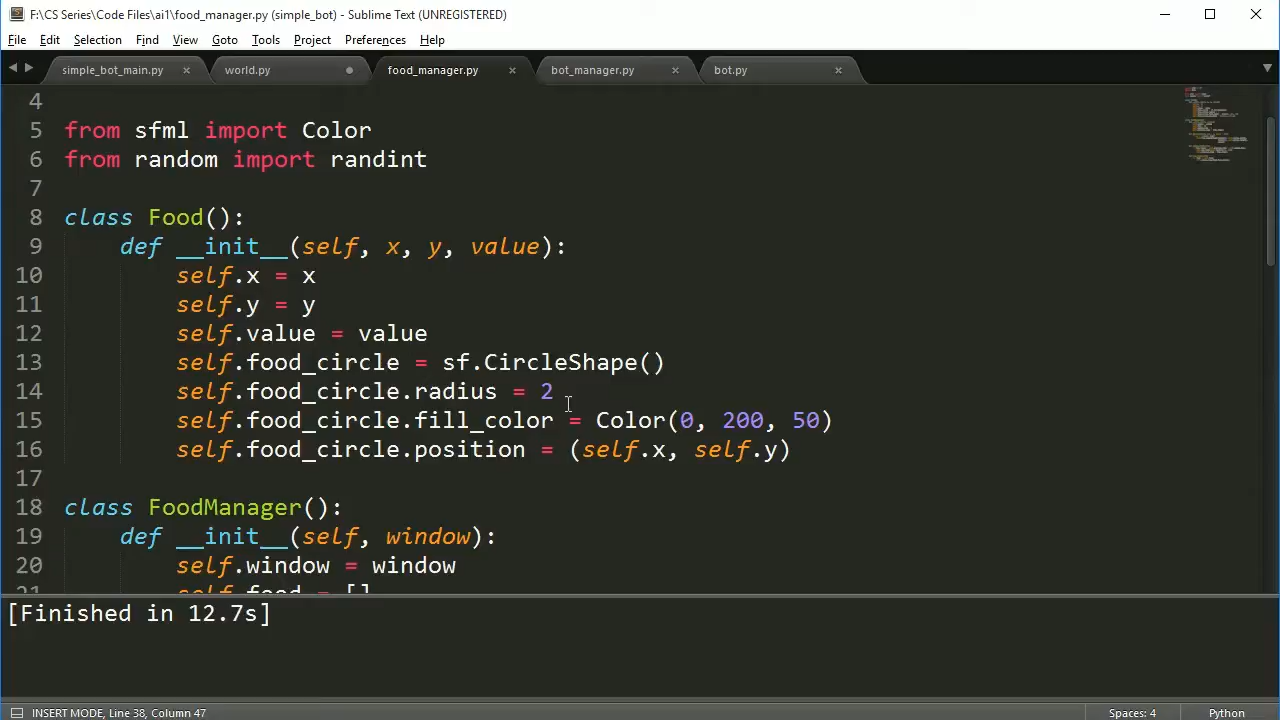 F:\CS Series\Code Files\ai1\food_manager.py (simple_bot) - Sublime Text (UNREGISTERED)
File Edit Selection Find View Goto Tools Project Preferences Help
simple_bot_main.py world.py food_manager.py bot_manager.py bot.py
4
5 from sfml import Color
6 from random import randint
7
8 class Food():
9     def __init__(self, x, y, value):
10         self.x = x
11         self.y = y
12         self.value = value
13         self.food_circle = sf.CircleShape()
14         self.food_circle.radius = 2
15         self.food_circle.fill_color = Color(0, 200, 50)
16         self.food_circle.position = (self.x, self.y)
17
18 class FoodManager():
19     def __init__(self, window):
20         self.window = window
21         self.food = []
[Finished in 12.7s]
INSERT MODE, Line 38, Column 47 Spaces: 4 Python